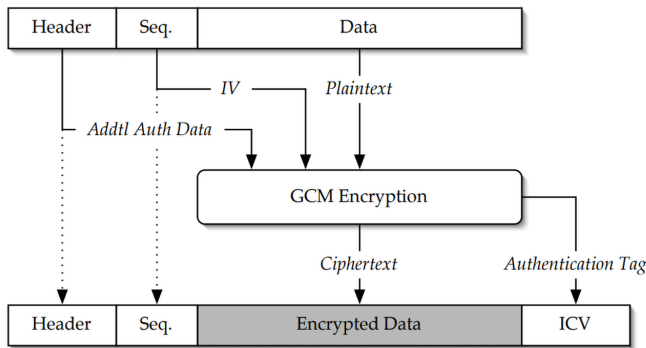 Header Seq. Data
IV Plaintext
Addtl Auth Data
GCM Encryption
Ciphertext Authentication Tag
Header Seq. Encrypted Data ICV